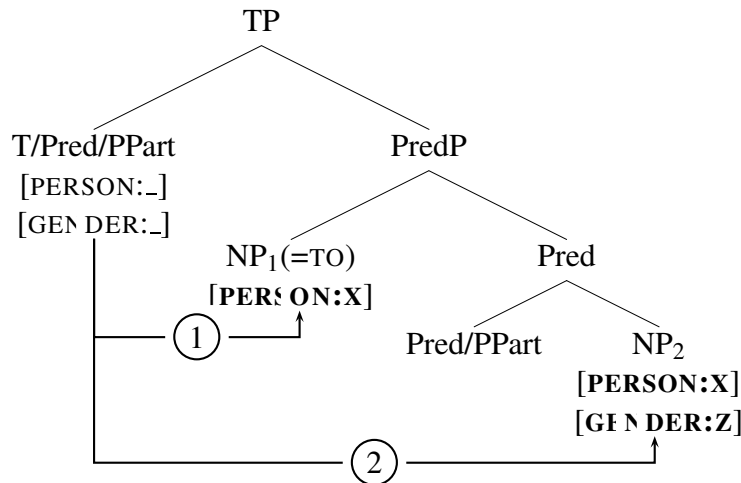 TP
T/Pred/PPart
PredP
[PERSON:_]
[GENDER:_]
NP1(=TO)
Pred
[PERSON:X]
1
Pred/PPart
NP2
[PERSON:X]
[GENDER:Z]
2